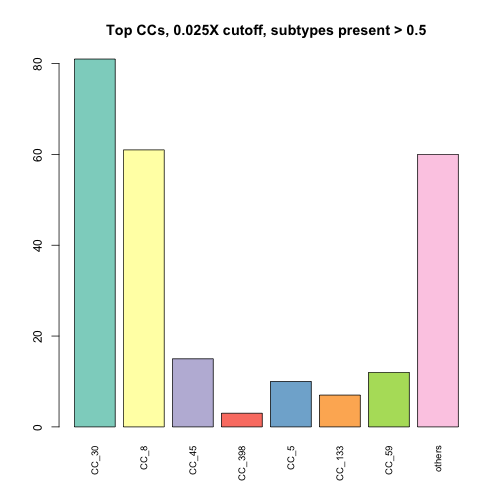 Top CCs, 0.025X cutoff, subtypes present > 0.5
80
60
40
20
0
CC_30
CC_8
CC_45
CC_398
CC_5
CC_133
CC_59
others